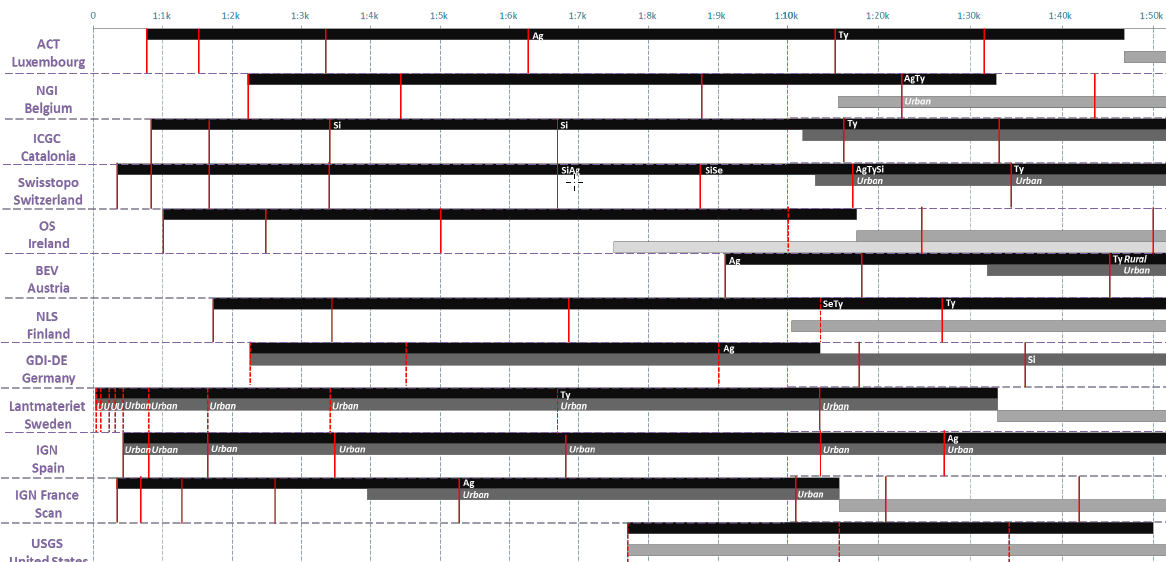 0 1:1k 1:2k 1:3k 1:4k 1:5k 1:6k 1:7k 1:8k 1:9k 1:10k 1:20k 1:30k 1:40k 1:50k
ACT
Luxembourg
Ag Ty
NGI
Belgium
AgTy
Urban
ICGC
Catalonia
Si Si Ty
Swisstopo
Switzerland
SiAg SiSe AgTySi Ty
Urban Urban
OS
Ireland
BEV
Austria
Ag Ty Rural
Urban
NLS
Finland
SeTy Ty
GDI-DE
Germany
Ag
Si
Lantmateriet
Sweden
Ty
U U U U Urban Urban Urban Urban Urban Urban
IGN
Spain
Ag
Urban Urban Urban Urban Urban Urban Urban
IGN France
Scan
Ag
Urban Urban
USGS
United States